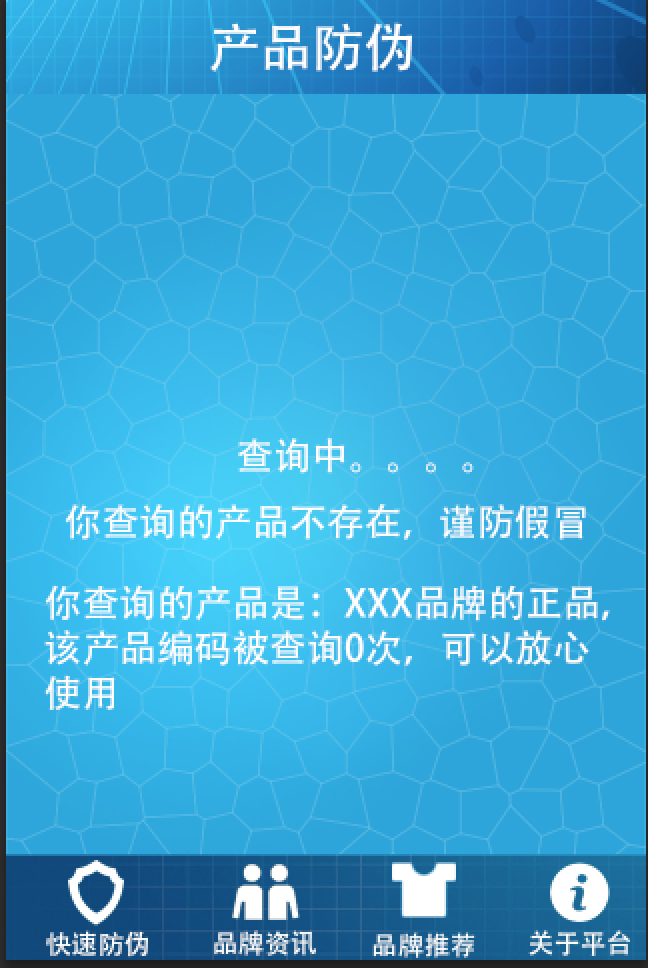 产品防伪
查询中。。。。
你查询的产品不存在，谨防假冒
你查询的产品是：XXX品牌的正品，
该产品编码被查询0次，可以放心
使用
快速防伪
品牌资讯
品牌推荐
关于平台